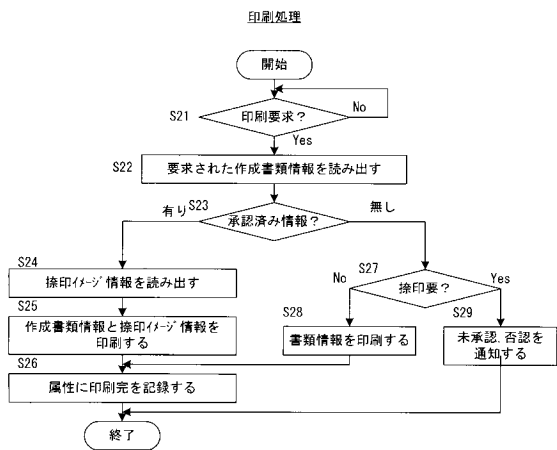 印刷処理
開始
S21
印刷要求?
No
Yes
S22
要求された作成書類情報を読み出す
有り
S23
承認済み情報?
無し
S24
捺印イメージ情報を読み出す
S27
No
捺印要?
Yes
S25
作成書類情報と捺印イメージ情報を
印刷する
S28
書類情報を印刷する
S29
未承認、否認を
通知する
S26
属性に印刷完を記録する
終了